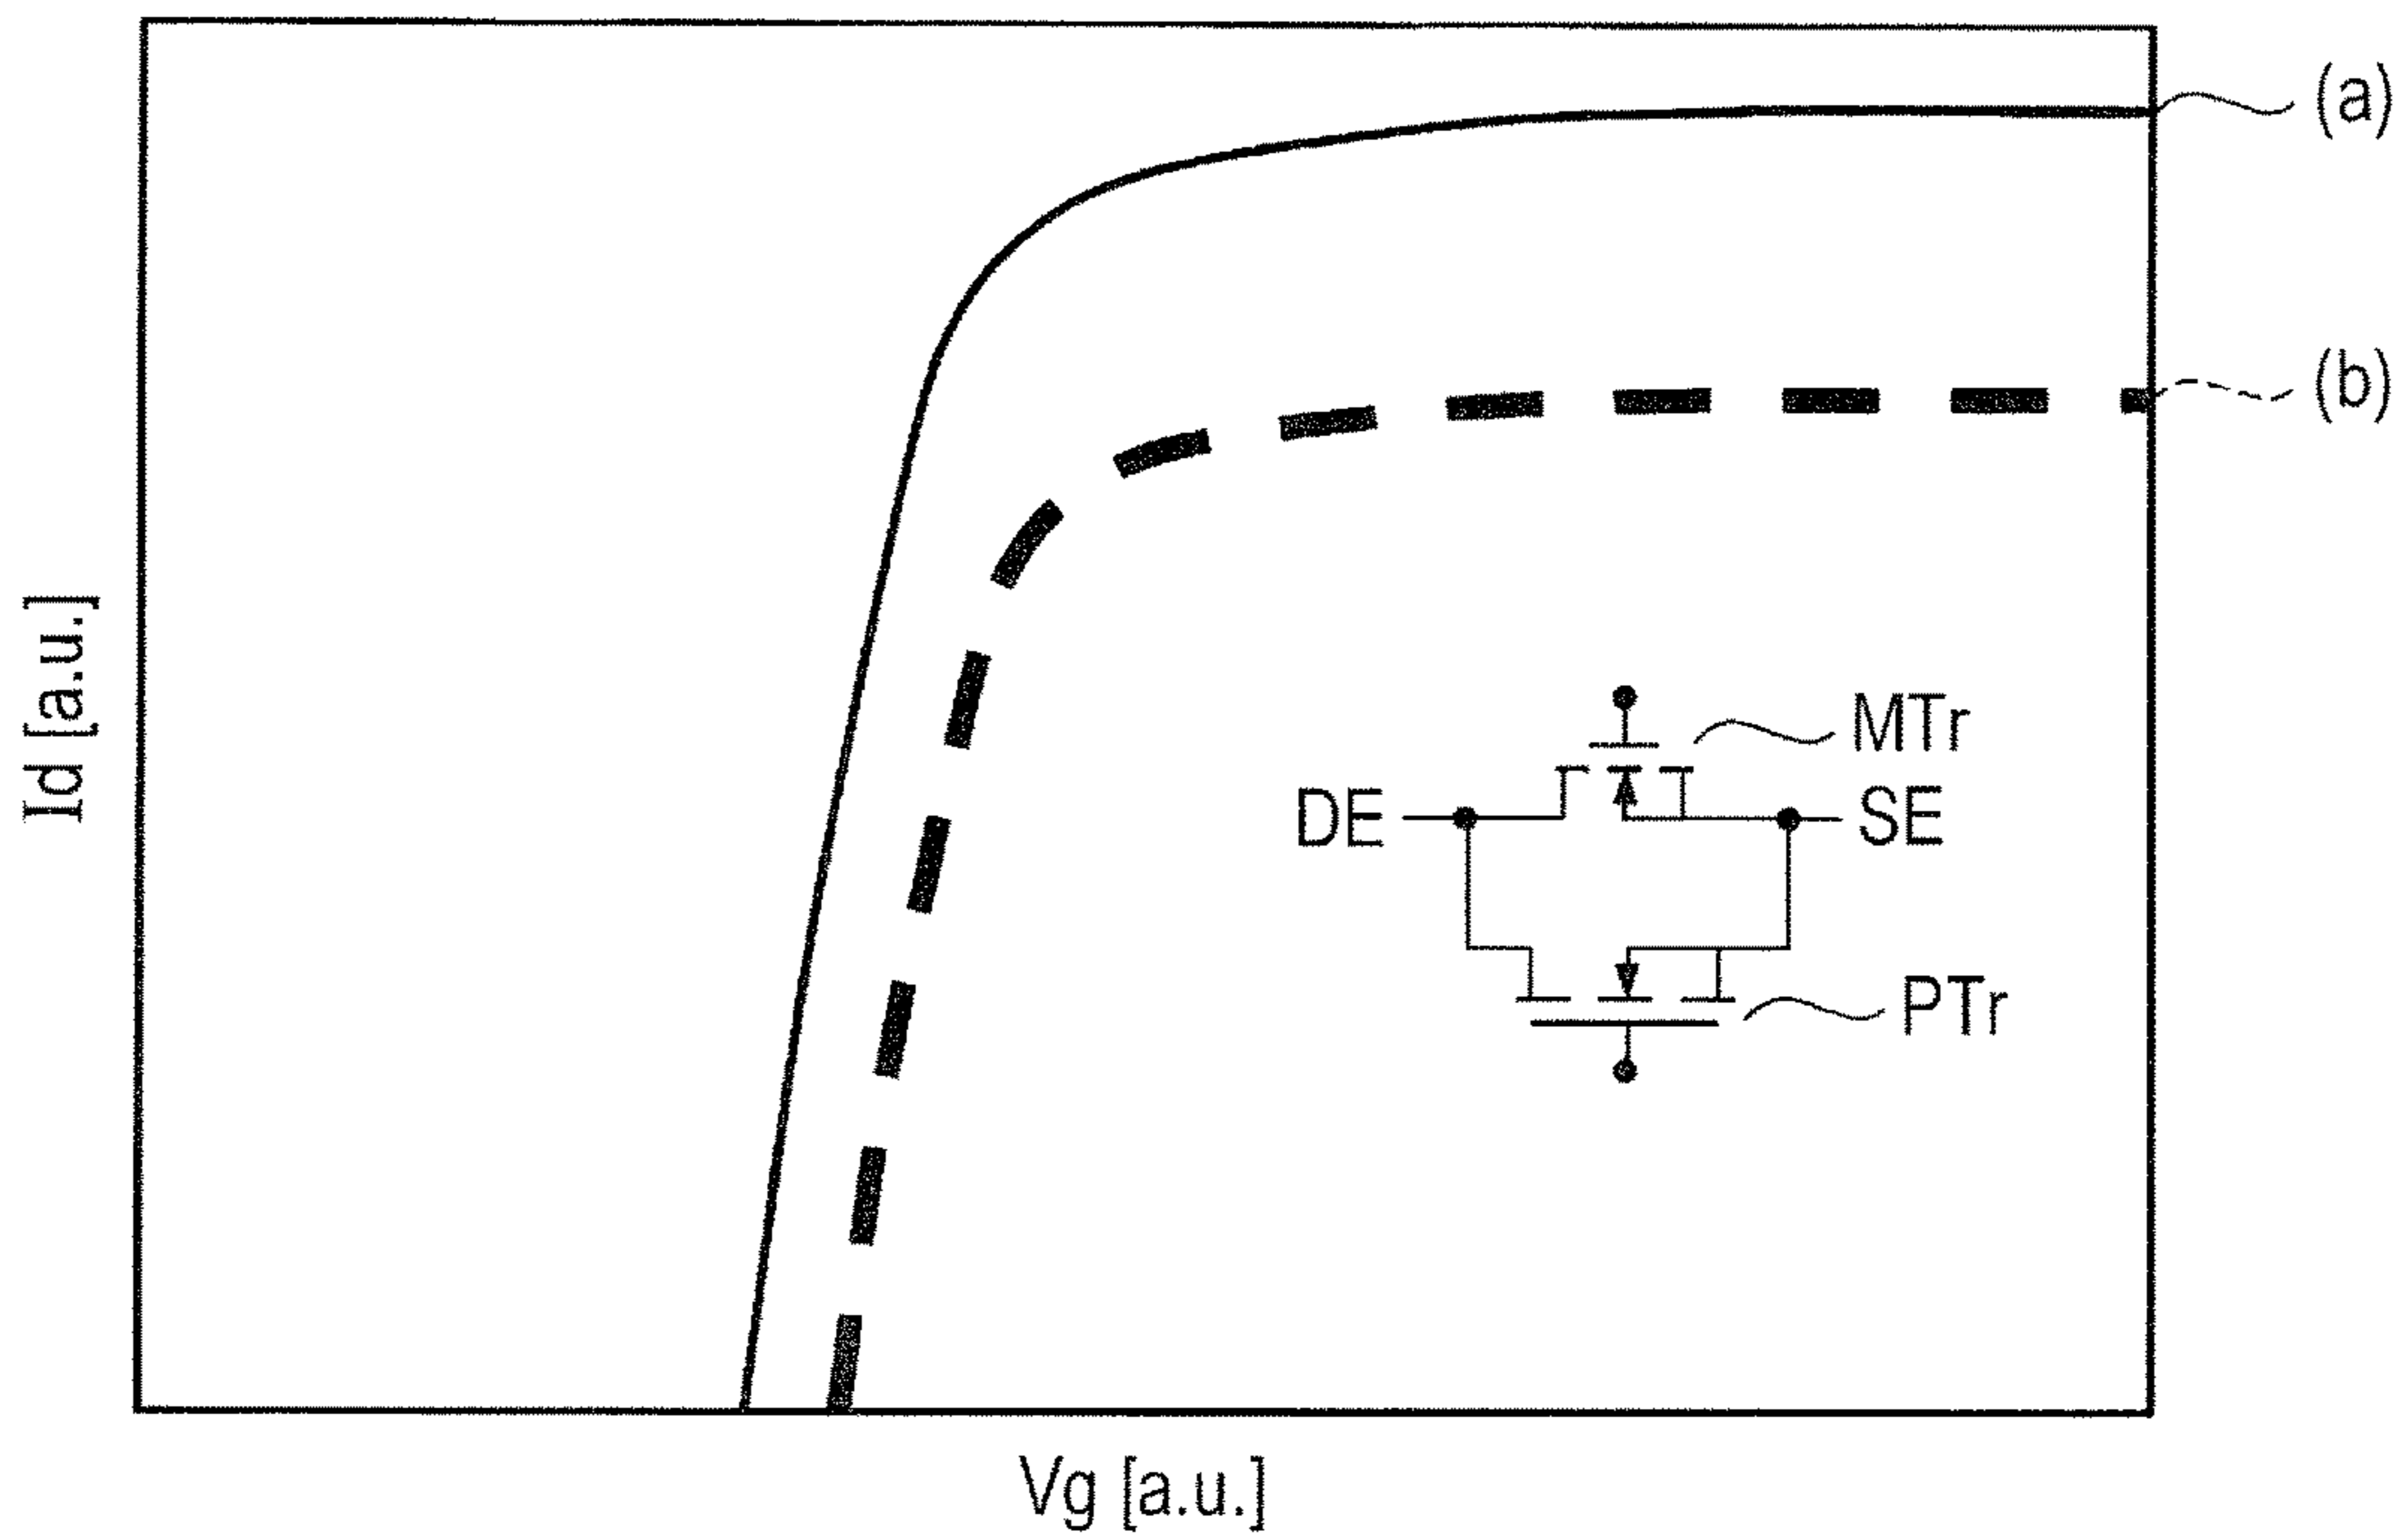 (a)
(b)
Id [a.u.]
MTr
DE
SE
PTr
Vg [a.u.]